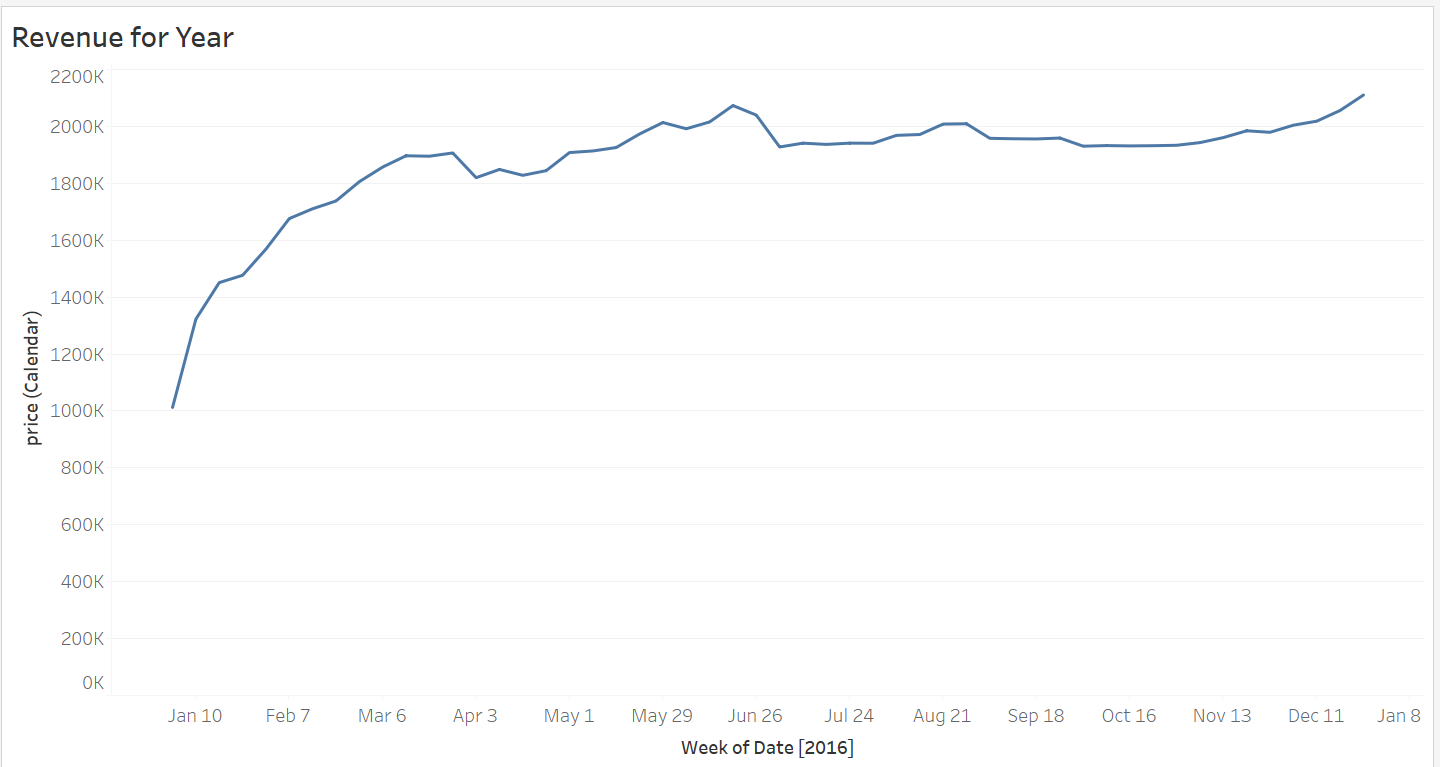 Revenue for Year
2200K
2000K
1800K
1600K
1400K
1200K
1000K
800K
600K
400K
200K
0K
price (Calendar)
Jan 10 Feb 7 Mar 6 Apr 3 May 1 May 29 Jun 26 Jul 24 Aug 21 Sep 18 Oct 16 Nov 13 Dec 11 Jan 8
Week of Date [2016]